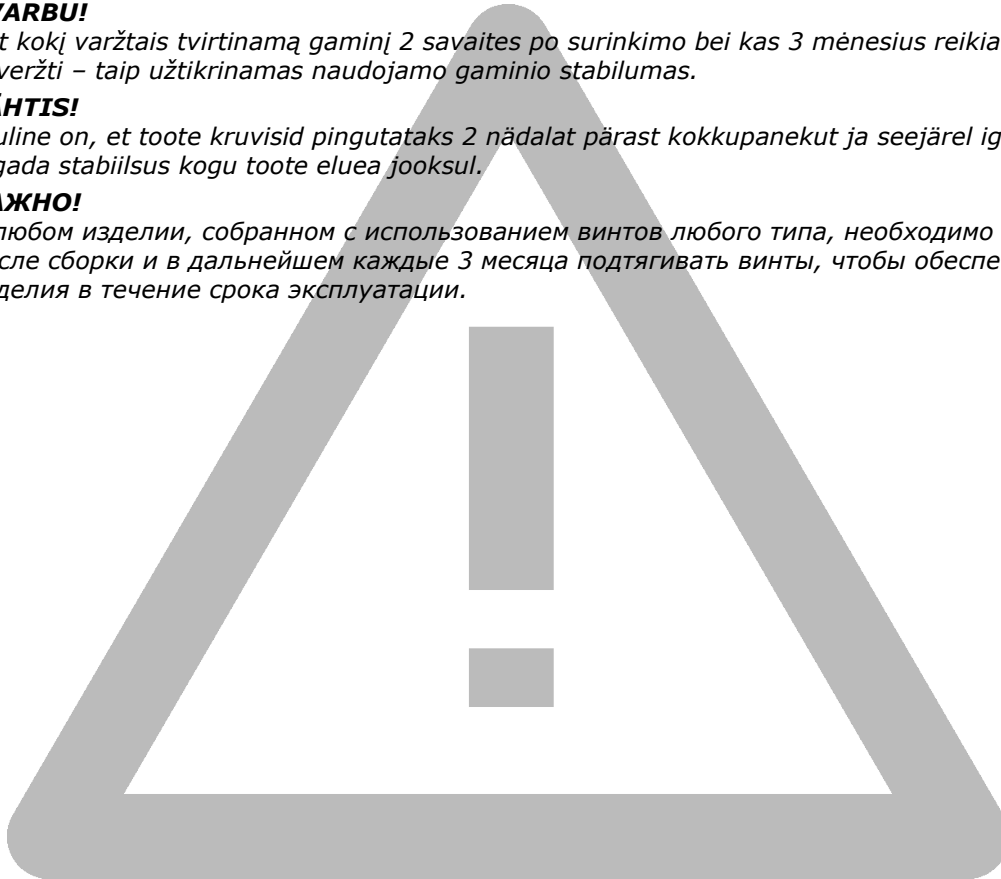 VARBU!
t kokį varžtais tvirtinamą gaminį 2 savaites po surinkimo bei kas 3 mėnesius reikia
veržti – taip užtikrinamas naudojamo gaminio stabilumas.
ÄHTIS!
uline on, et toote kruvisid pingutataks 2 nädalat pärast kokkupanekut ja seejärel ig
gada stabiilsus kogu toote eluea jooksul.
АЖНО!
любом изделии, собранном с использованием винтов любого типа, необходимо
сле сборки и в дальнейшем каждые 3 месяца подтягивать винты, чтобы обеспе
делия в течение срока эксплуатации.